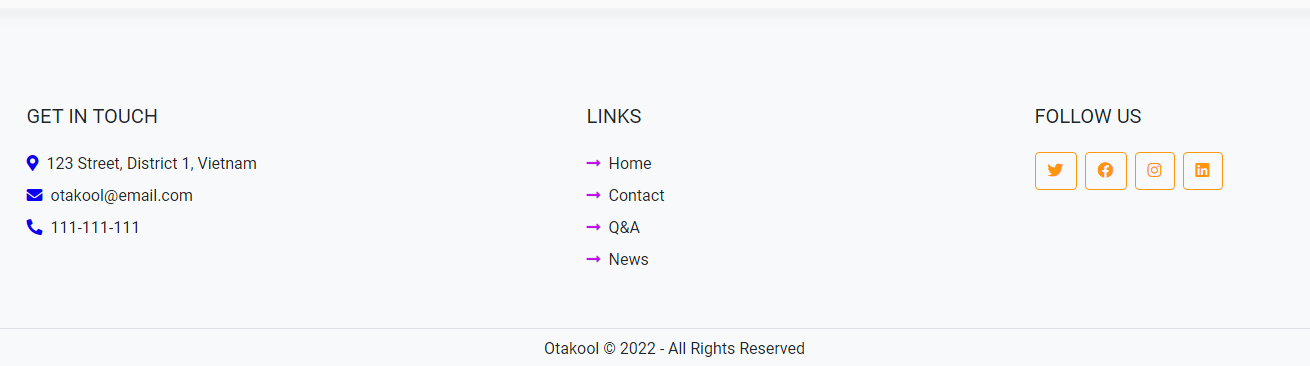 GET IN TOUCH
123 Street, District 1, Vietnam
otakool@email.com
111-111-111
LINKS
Home
Contact
Q&A
News
FOLLOW US
Otakool © 2022 - All Rights Reserved